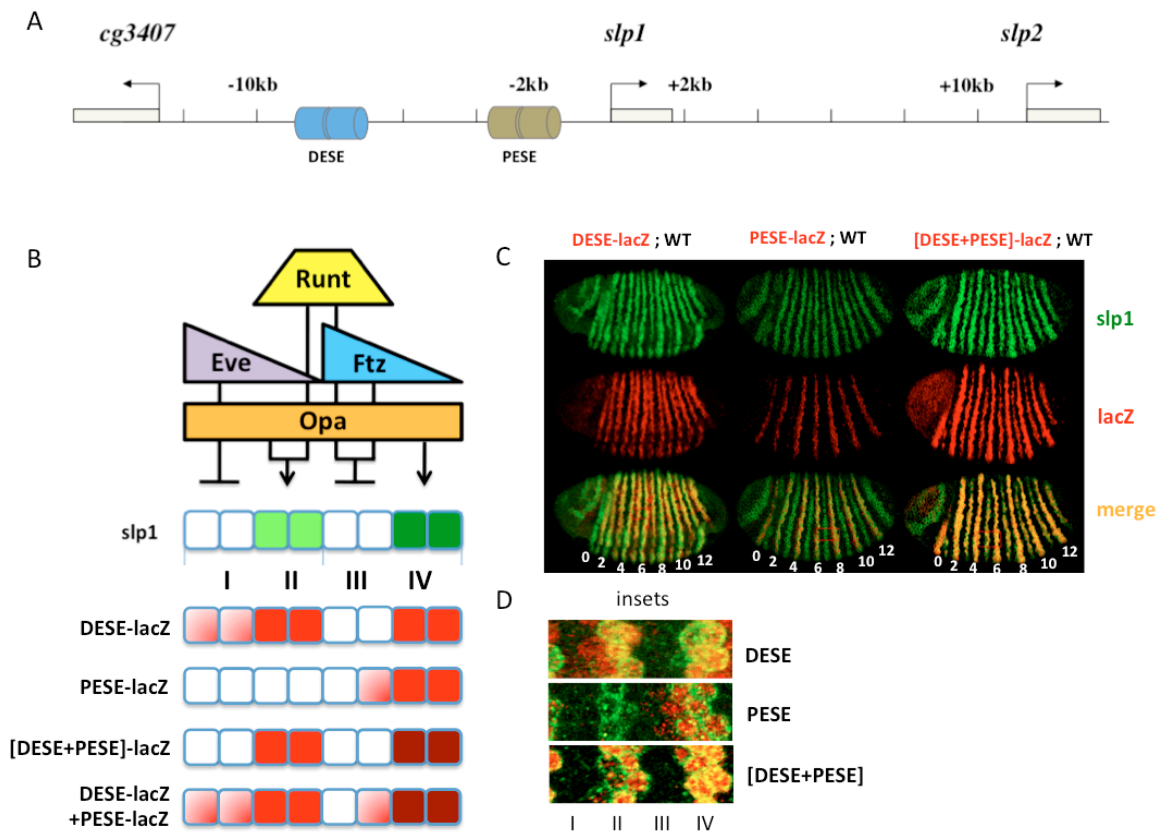 A
cg3407
slp1
slp2
-10kb
-2kb
+2kb
+10kb
DESE
PESE
B
Runt
Eve
Ftz
Opa
slp1
I II III IV
DESE-lacZ
PESE-lacZ
[DESE+PESE]-lacZ
DESE-lacZ
+PESE-lacZ
C
DESE-lacZ ; WT
PESE-lacZ ; WT
[DESE+PESE]-lacZ ; WT
slp1
lacZ
merge
0 2 4 6 8 10 12
0 2 4 6 8 10 12
0 2 4 6 8 10 12
D
insets
DESE
PESE
[DESE+PESE]
I II III IV